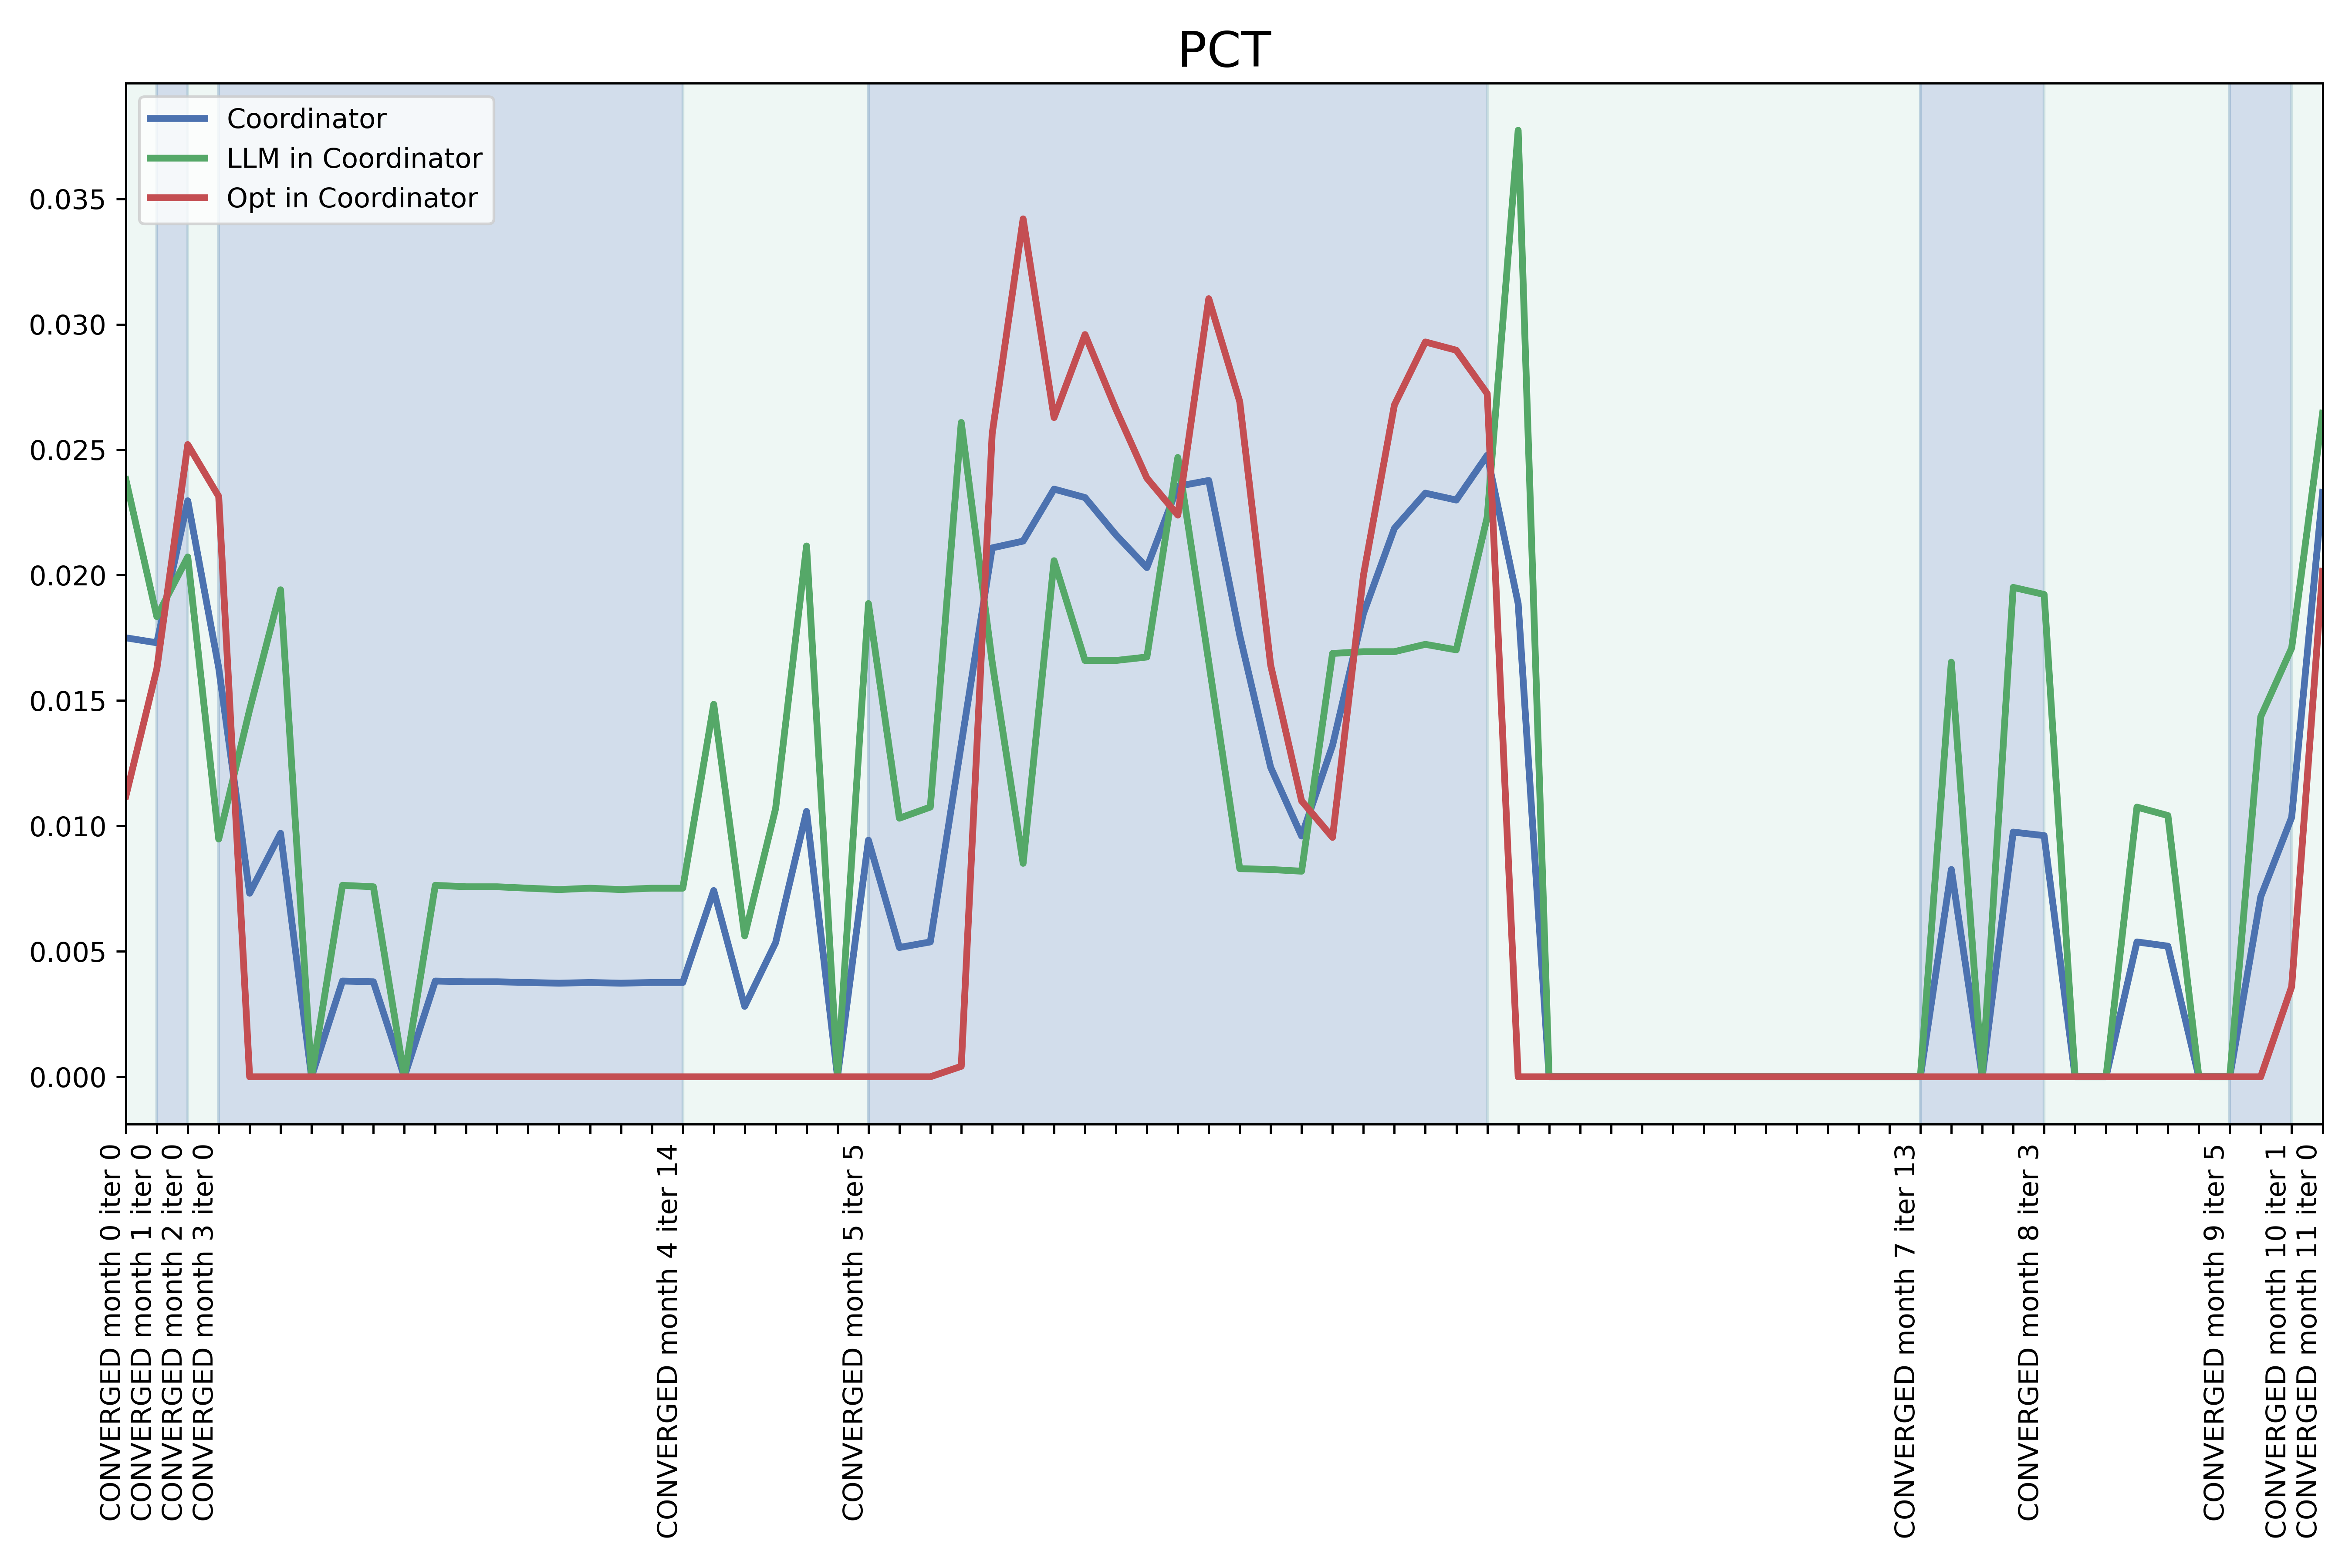 PCT
Coordinator
LLM in Coordinator
Opt in Coordinator
0.035
0.030
0.025
0.020
0.015
0.010
0.005
0.000
CONVERGED month 0 iter 0
CONVERGED month 1 iter 0
CONVERGED month 2 iter 0
CONVERGED month 3 iter 0
CONVERGED month 4 iter 14
CONVERGED month 5 iter 5
CONVERGED month 7 iter 13
CONVERGED month 8 iter 3
CONVERGED month 9 iter 5
CONVERGED month 10 iter 1
CONVERGED month 11 iter 0